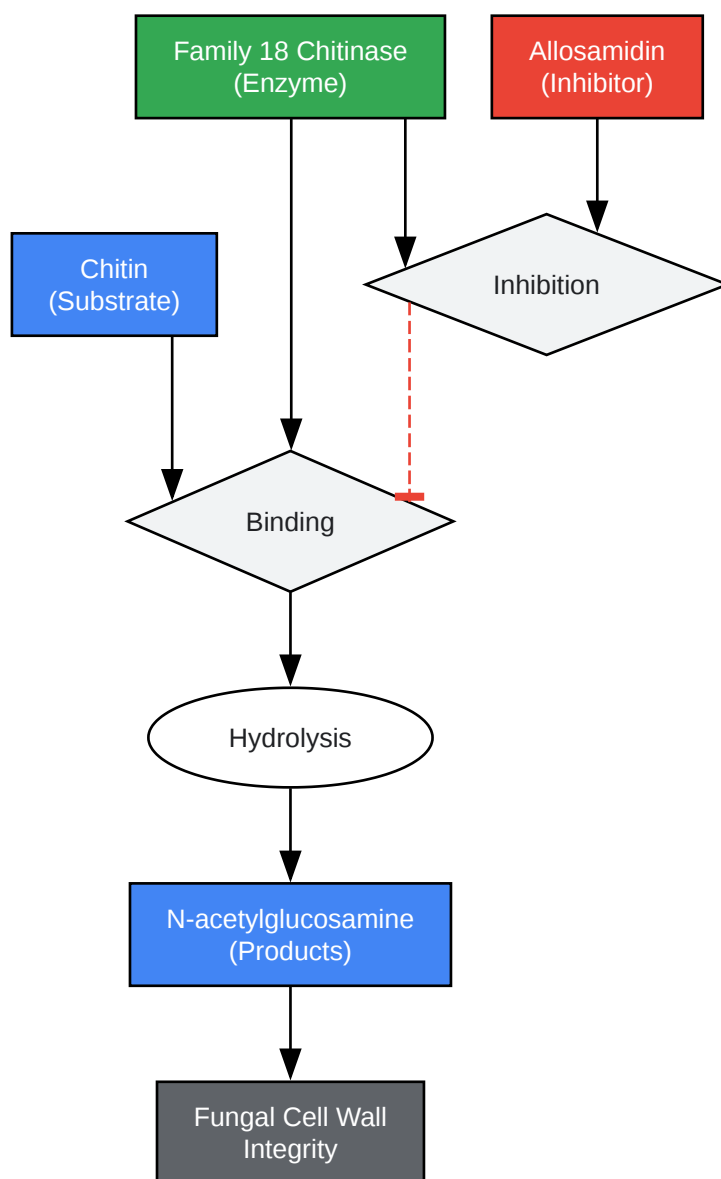 Family 18 Chitinase
(Enzyme)
Allosamidin
(Inhibitor)
Chitin
(Substrate)
Inhibition
Binding
Hydrolysis
N-acetylglucosamine
(Products)
Fungal Cell Wall
Integrity